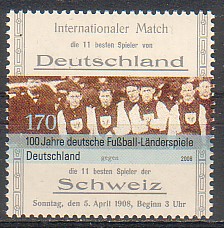 Internationaler Match
die 11 besten Spieler von
Deutschland
170
100 Jahre deutsche Fußball-Länderspiele
Deutschland
gegen
2008
die 11 besten Spieler der
Schweiz
Sonntag, den 5. April 1908, Beginn 3 Uhr